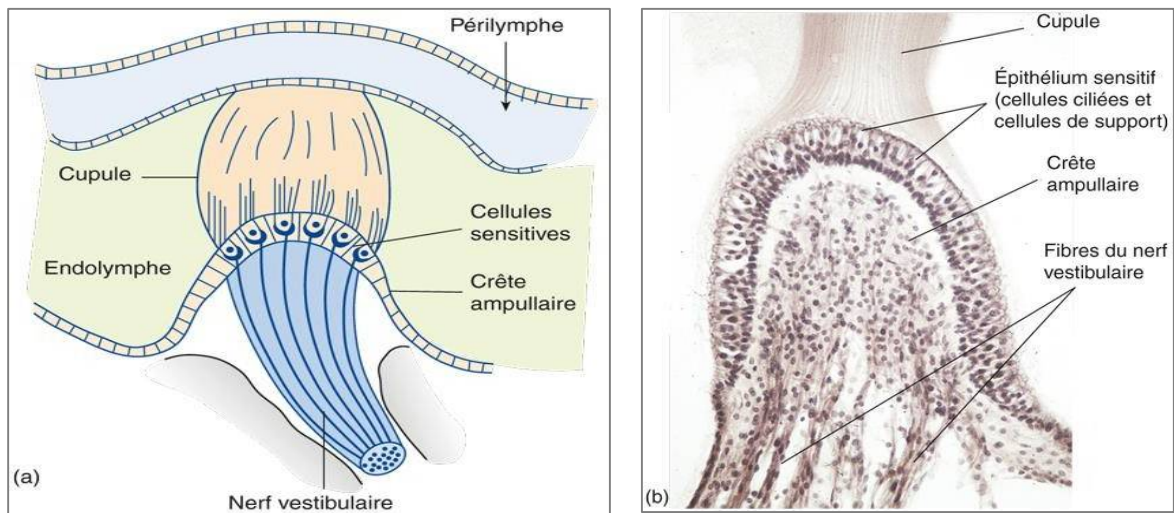 Périlymphe
Cupule
Cellules
sensitives
Endolymphe
Crête
ampullaire
(a)
Nerf vestibulaire
Cupule
Épithélium sensitif
(cellules ciliées et
cellules de support)
Crête
ampullaire
Fibres du nerf
vestibulaire
(b)